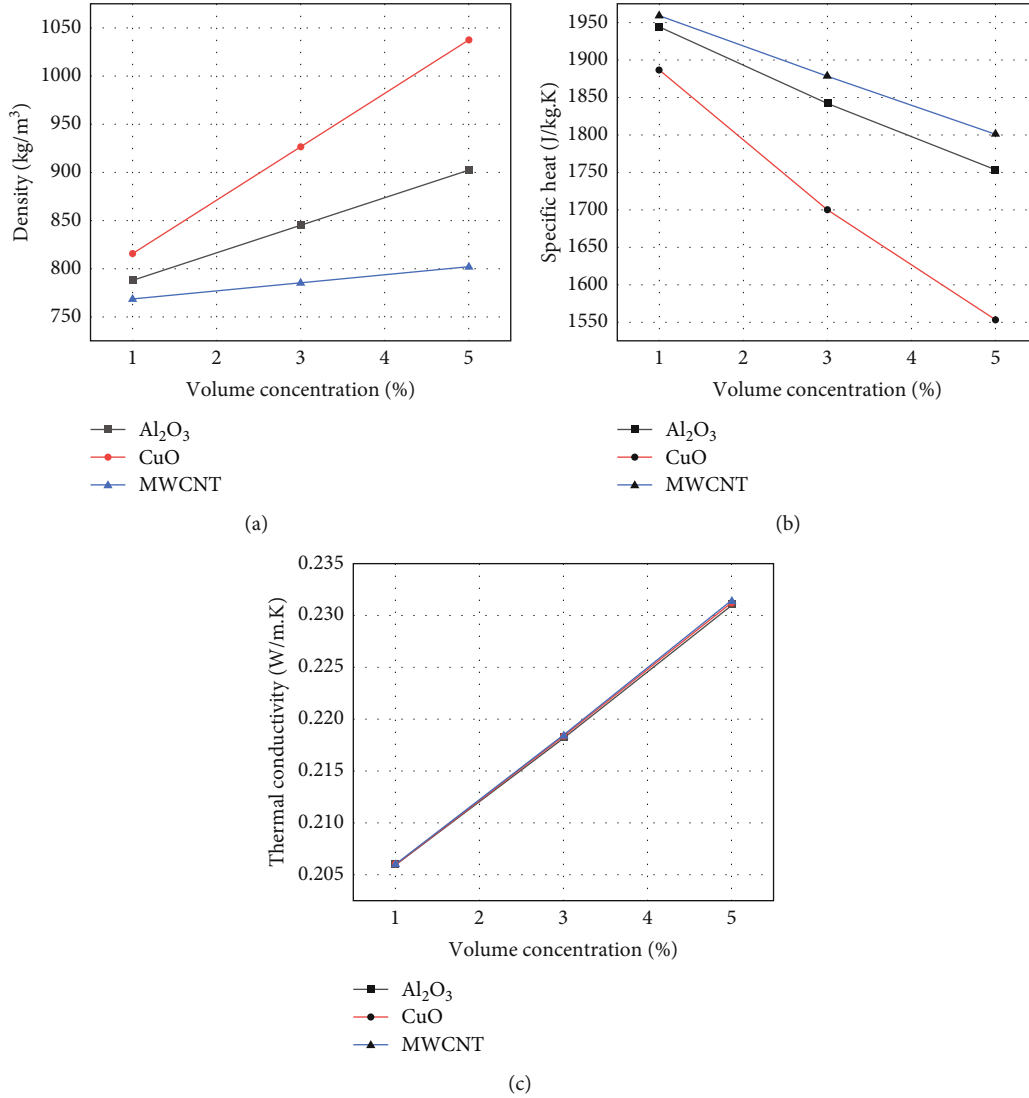 1050
1000
950
900
850
800
750
Density (kg/m³)
1 2 3 4 5
Volume concentration (%)
Al₂O₃
CuO
MWCNT
(a)
1950
1900
1850
1800
1750
1700
1650
1600
1550
Specific heat (J/kg.K)
1 2 3 4 5
Volume concentration (%)
Al₂O₃
CuO
MWCNT
(b)
0.235
0.230
0.225
0.220
0.215
0.210
0.205
Thermal conductivity (W/m.K)
1 2 3 4 5
Volume concentration (%)
Al₂O₃
CuO
MWCNT
(c)